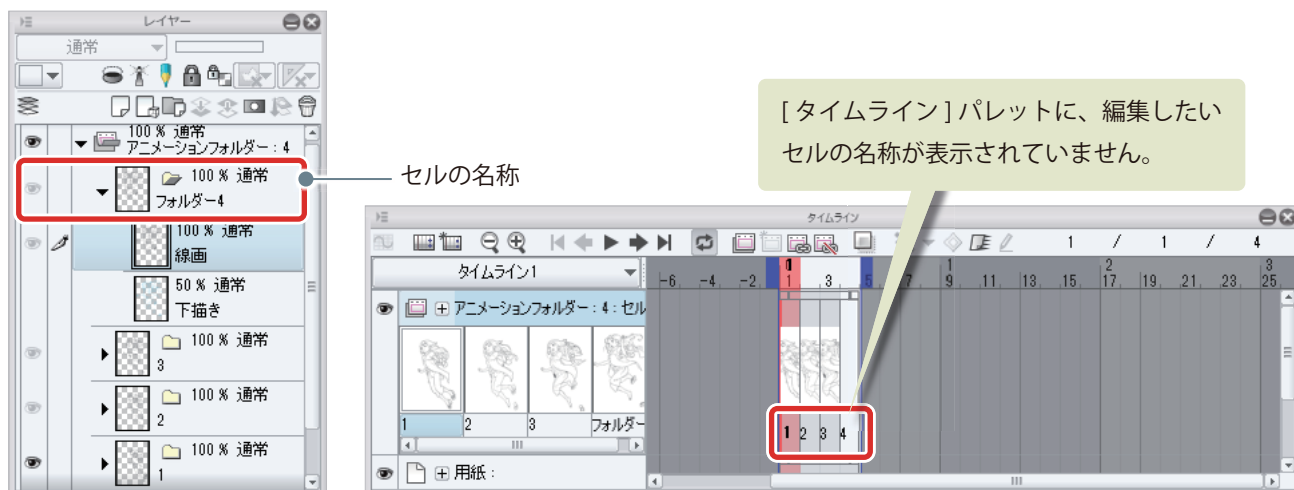 レイヤー
通常
100 % 通常
アニメーションフォルダー : 4
100 % 通常
フォルダー4
100 % 通常
線画
50 % 通常
下描き
100 % 通常
3
100 % 通常
2
100 % 通常
1
セルの名称
[ タイムライン ] パレットに、編集したい
セルの名称が表示されていません。
タイムライン
1 / 1 / 4
タイムライン1
-6 -4 -2 1 3 5 7 9 11 13 15 17 19 21 23 25
0 1 2 3
アニメーションフォルダー : 4 : セル
1 2 3 フォルダー
1 2 3 4
用紙 :